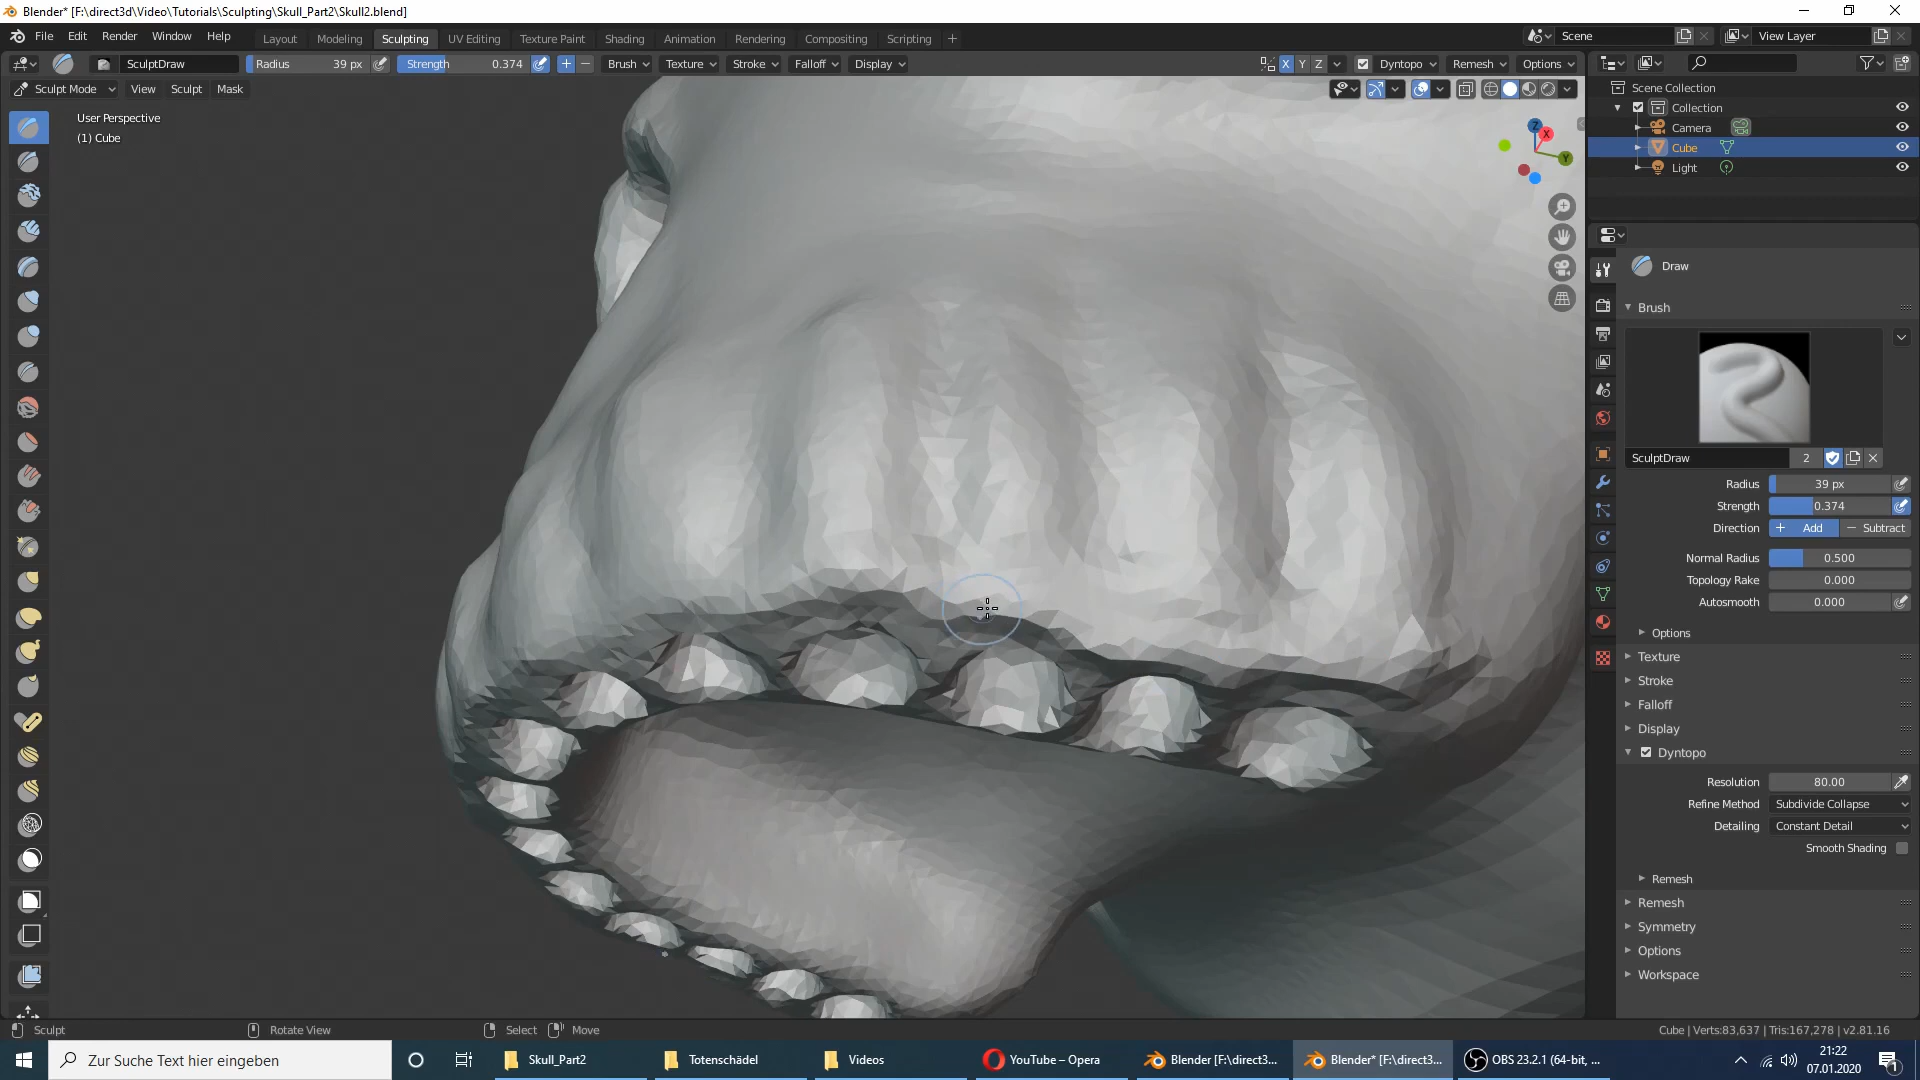 Blender* [F:\direct3d\Video\Tutorials\Sculpting\Skull_Part2\Skull2.blend]
File Edit Render Window Help Layout Modeling Sculpting UV Editing Texture Paint Shading Animation Rendering Compositing Scripting + Scene View Layer
SculptDraw Radius 39 px Strength 0.374 + − Brush Texture Stroke Falloff Display X Y Z Dyntopo Remesh Options
Sculpt Mode View Sculpt Mask
User Perspective
(1) Cube
Z X Y
Scene Collection
Collection
Camera
Cube
Light
Draw
Brush
SculptDraw 2
Radius 39 px
Strength 0.374
Direction + Add − Subtract
Normal Radius 0.500
Topology Rake 0.000
Autosmooth 0.000
Options
Texture
Stroke
Falloff
Display
Dyntopo
Resolution 80.00
Refine Method Subdivide Collapse
Detailing Constant Detail
Smooth Shading
Remesh
Remesh
Symmetry
Options
Workspace
Sculpt Rotate View Select Move Cube | Verts:83,637 | Tris:167,278 | v2.81.16
Zur Suche Text hier eingeben Skull_Part2 Totenschädel Videos YouTube – Opera Blender [F:\direct3... Blender* [F:\direct3... OBS 23.2.1 (64-bit, ... 21:22
07.01.2020 1